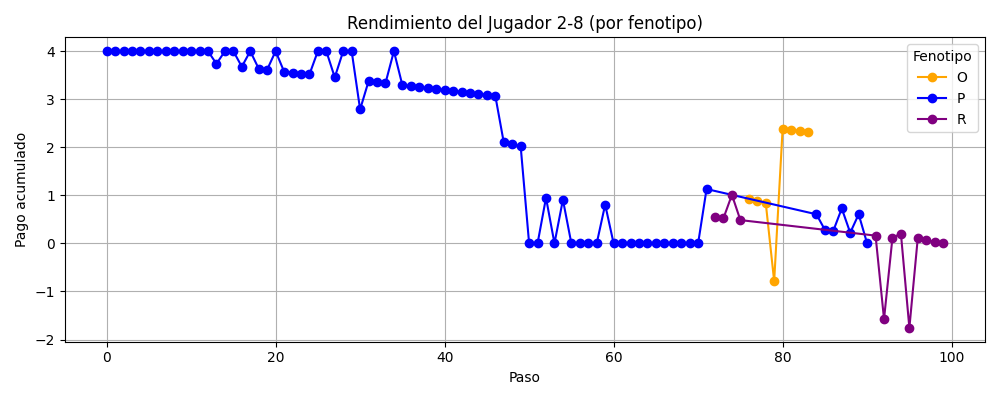 Rendimiento del Jugador 2-8 (por fenotipo)
Pago acumulado
4
3
2
1
0
−1
−2
Fenotipo
O
P
R
0
20
40
60
80
100
Paso